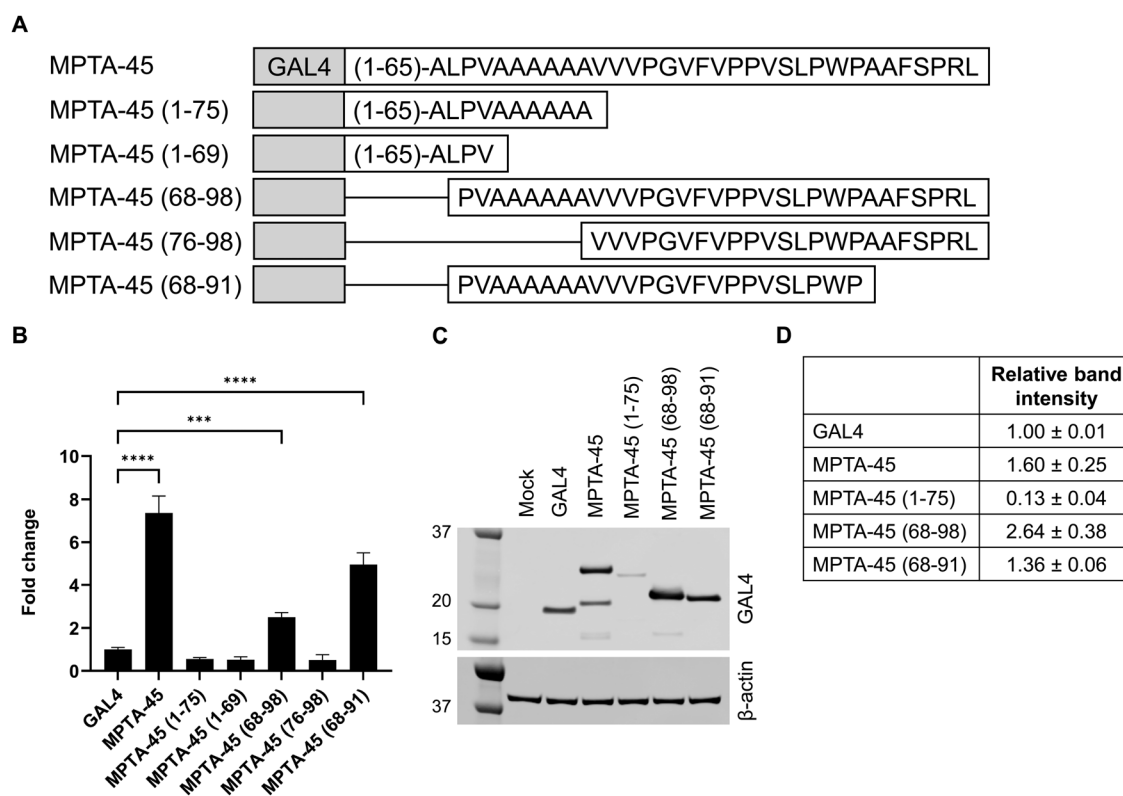 A
MPTA-45 GAL4 (1-65)-ALPVAAAAAAVVVPGVFVPPVSLPWPAAFSPRL
MPTA-45 (1-75) (1-65)-ALPVAAAAAA
MPTA-45 (1-69) (1-65)-ALPV
MPTA-45 (68-98) PVAAAAAAVVVPGVFVPPVSLPWPAAFSPRL
MPTA-45 (76-98) VVVPGVFVPPVSLPWPAAFSPRL
MPTA-45 (68-91) PVAAAAAAVVVPGVFVPPVSLPWP
B
****
***
****
Fold change
10
8
6
4
2
0
GAL4
MPTA-45
MPTA-45 (1-75)
MPTA-45 (1-69)
MPTA-45 (68-98)
MPTA-45 (76-98)
MPTA-45 (68-91)
C
Mock
GAL4
MPTA-45
MPTA-45 (1-75)
MPTA-45 (68-98)
MPTA-45 (68-91)
37
20
15
GAL4
37
β-actin
D
Relative band
intensity
GAL4 1.00 ± 0.01
MPTA-45 1.60 ± 0.25
MPTA-45 (1-75) 0.13 ± 0.04
MPTA-45 (68-98) 2.64 ± 0.38
MPTA-45 (68-91) 1.36 ± 0.06